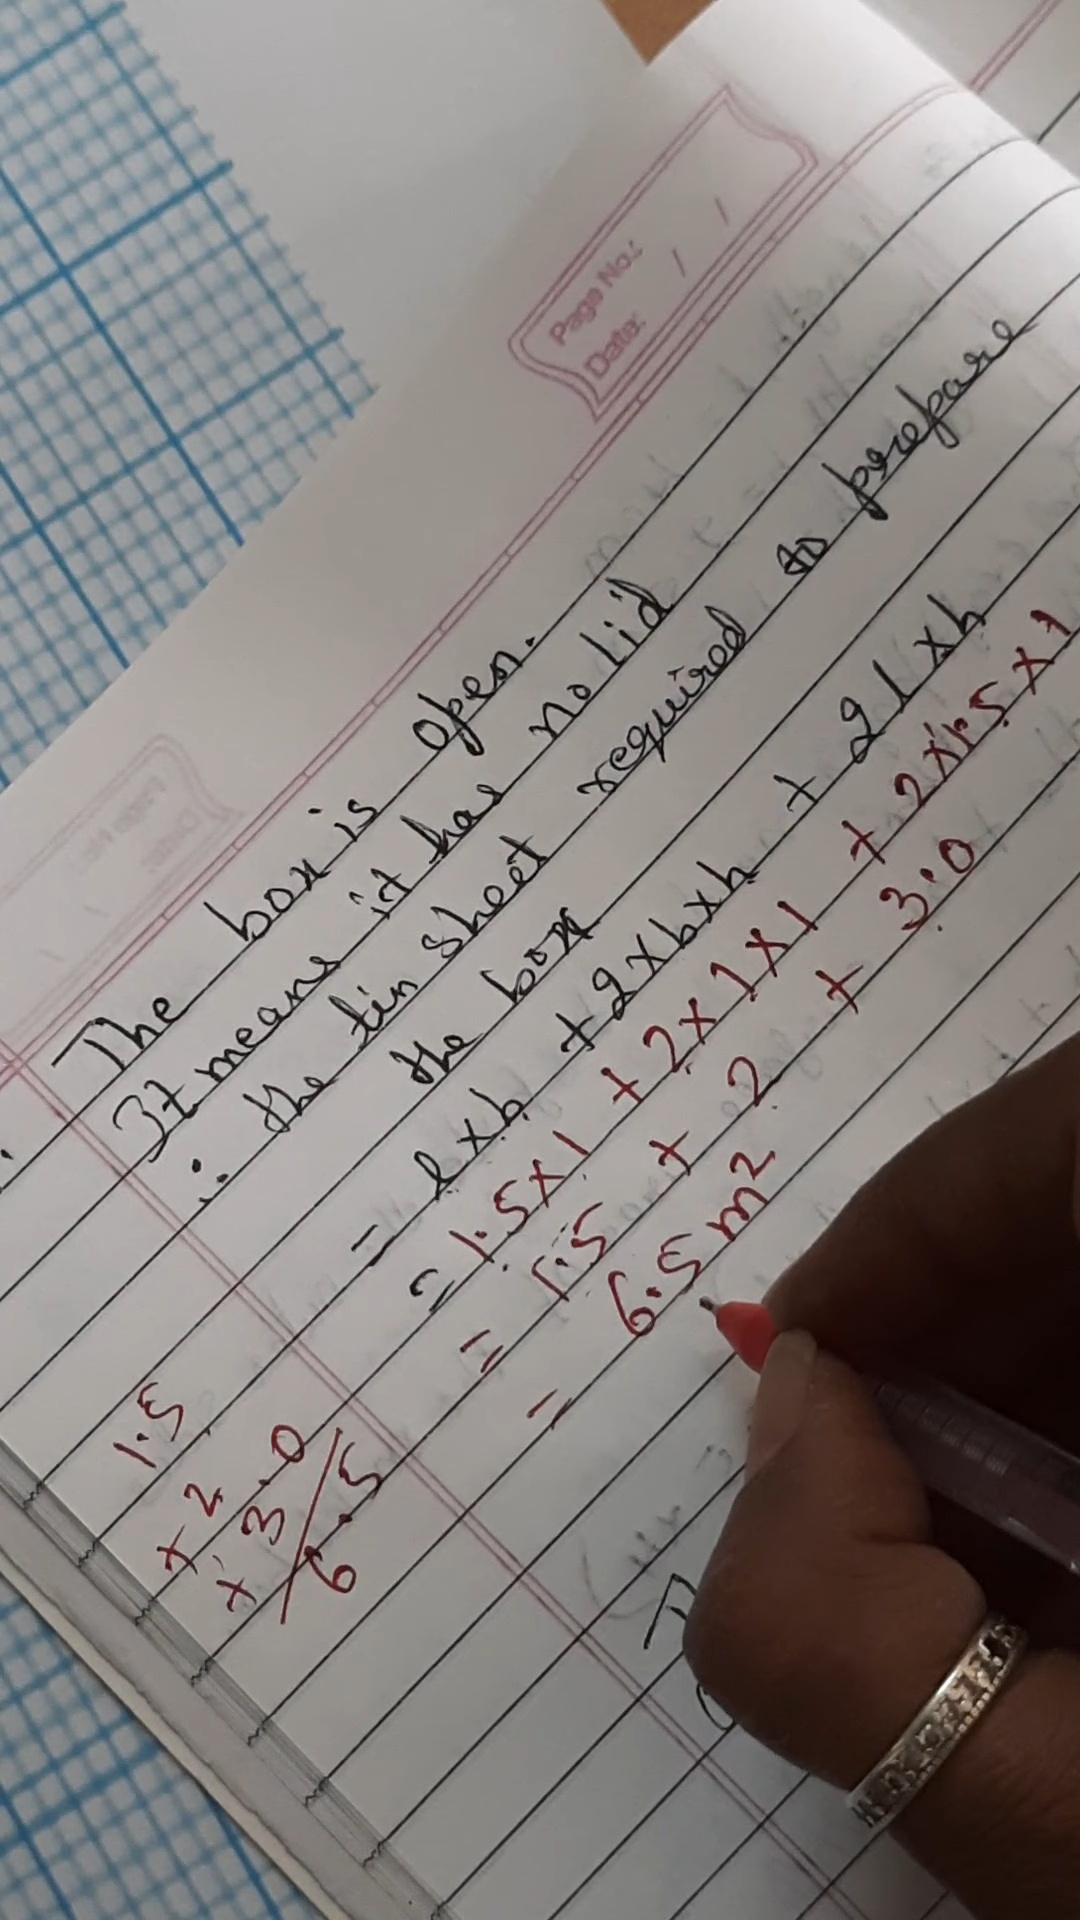 Page No.:
Date: / /
The box is open.
It means it has no lid
∴ the tin sheet required to prepare
the box
= l×h + 2×b×h + 2l×h
= 1.5×1 + 2×1×1 + 2×1.5×1
= 1.5 + 2 + 3.0
= 6.5 m²
1.5
+ 2
+ 3.0
6.5